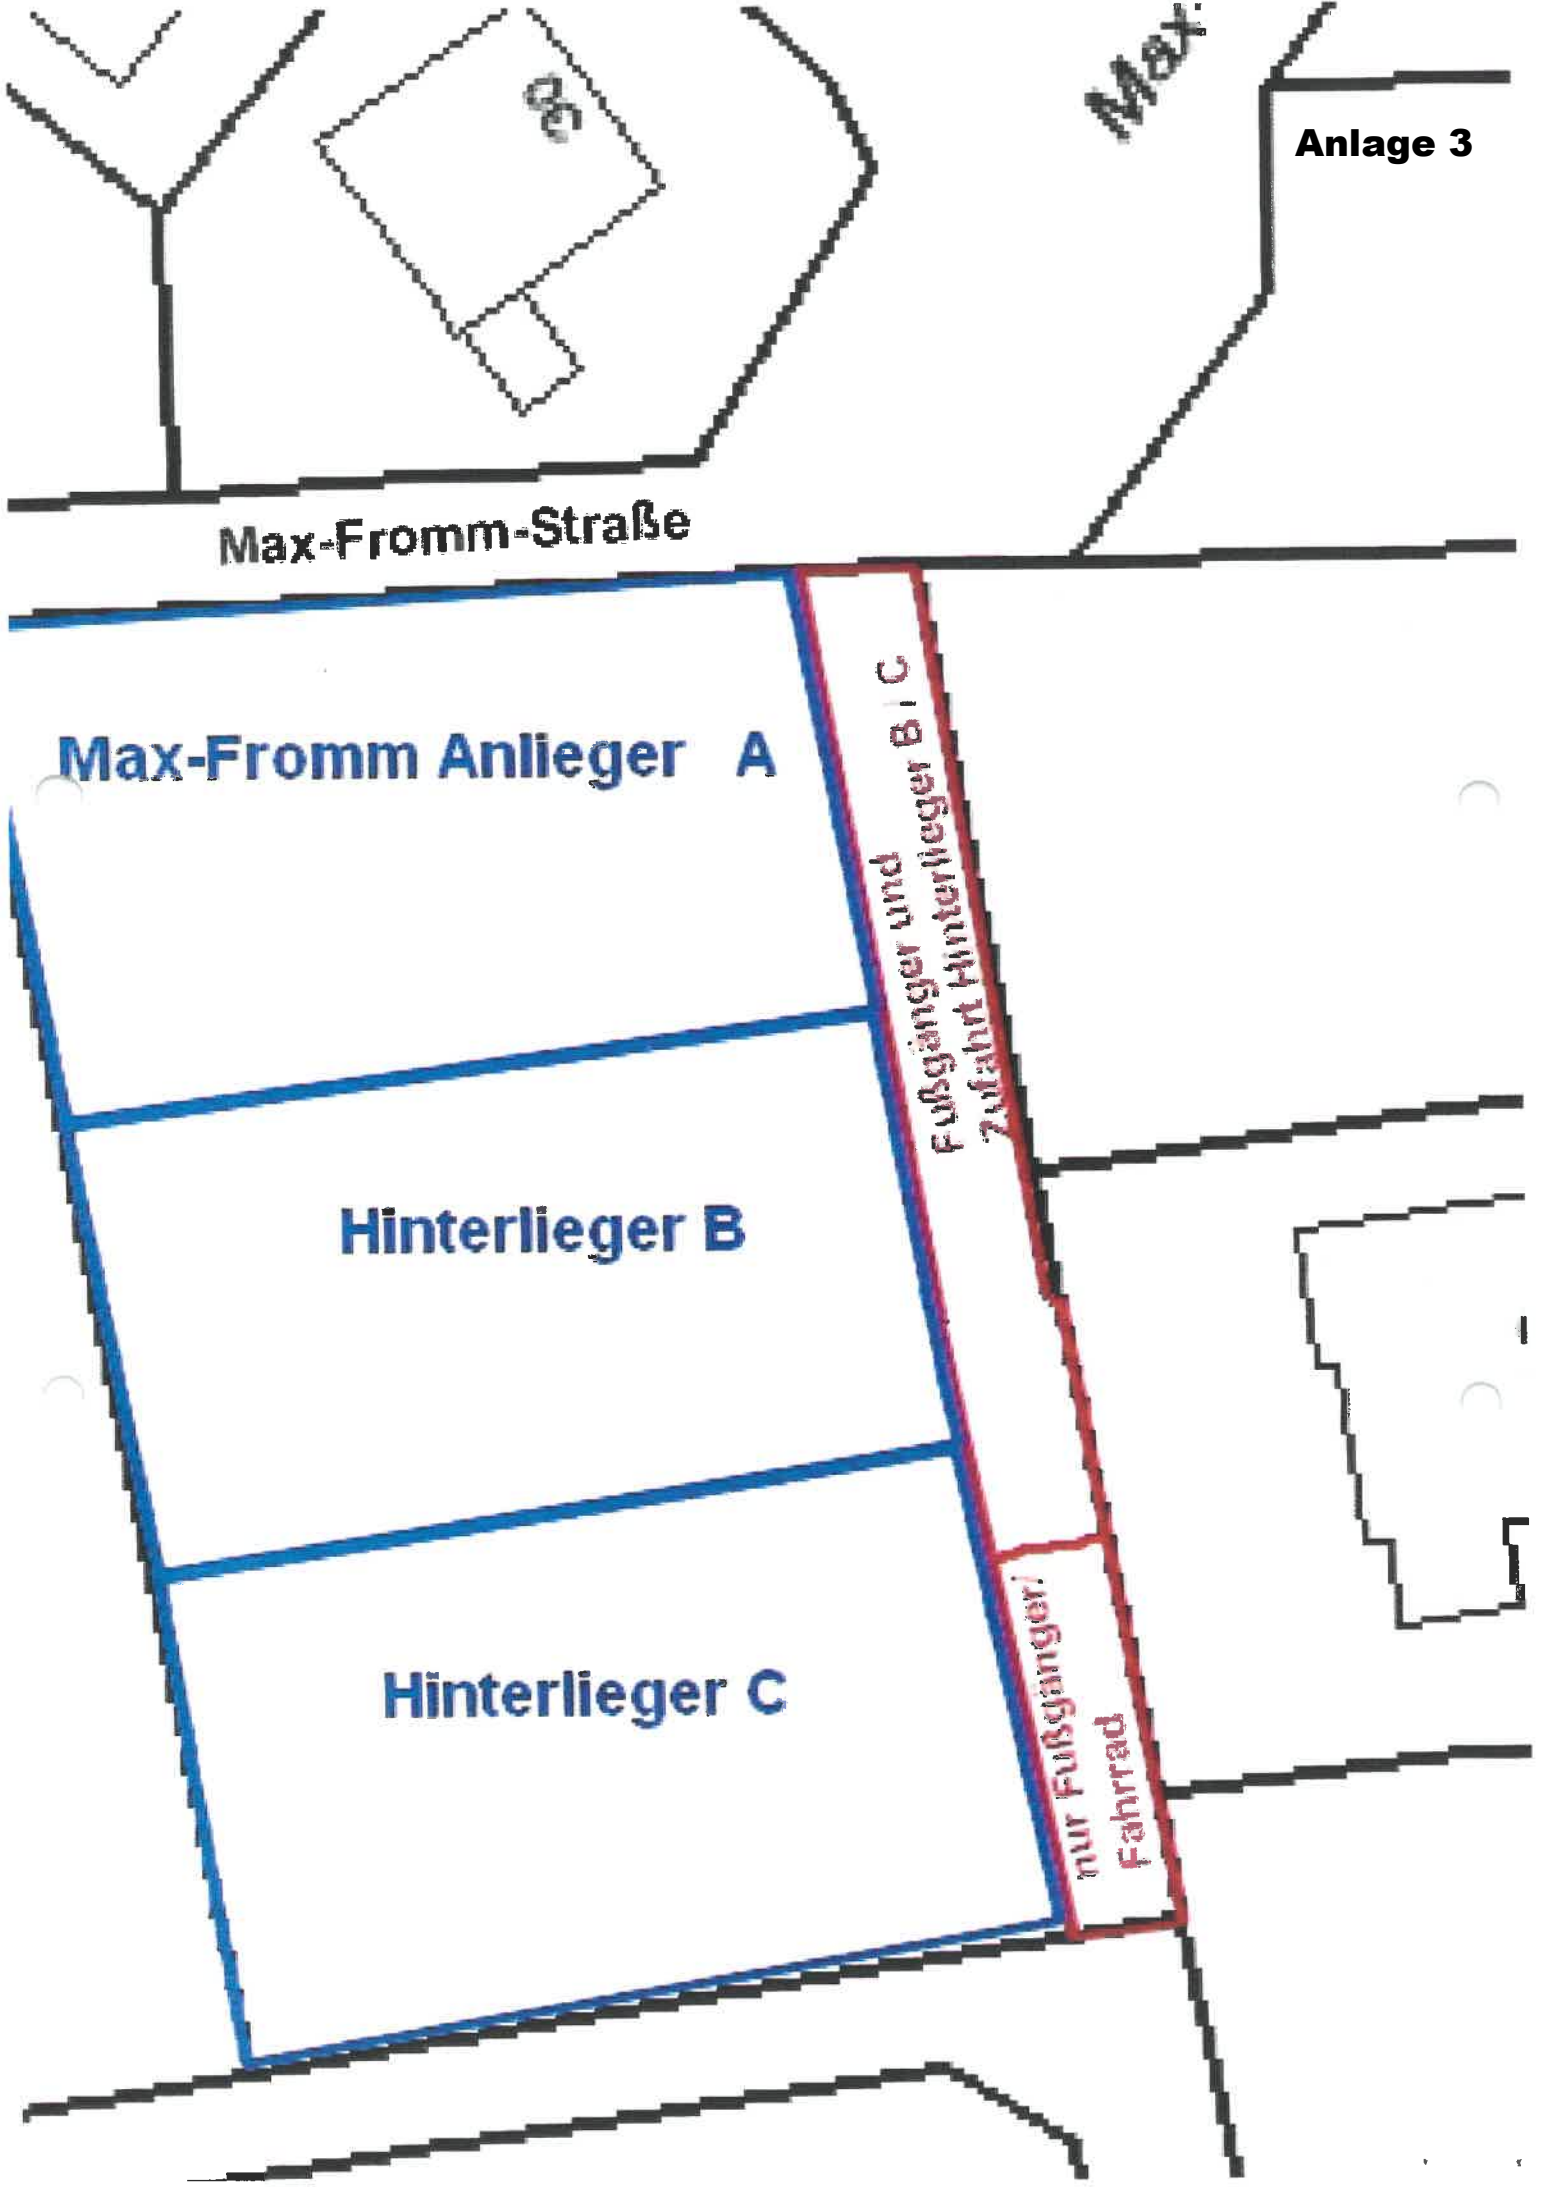 Max-
Anlage 3
Max-Fromm-Straße
Max-Fromm Anlieger A
Fußgänger und
Zufahrt Hinterlieger B / C
Hinterlieger B
Hinterlieger C
nur Fußgänger/
Fahrrad